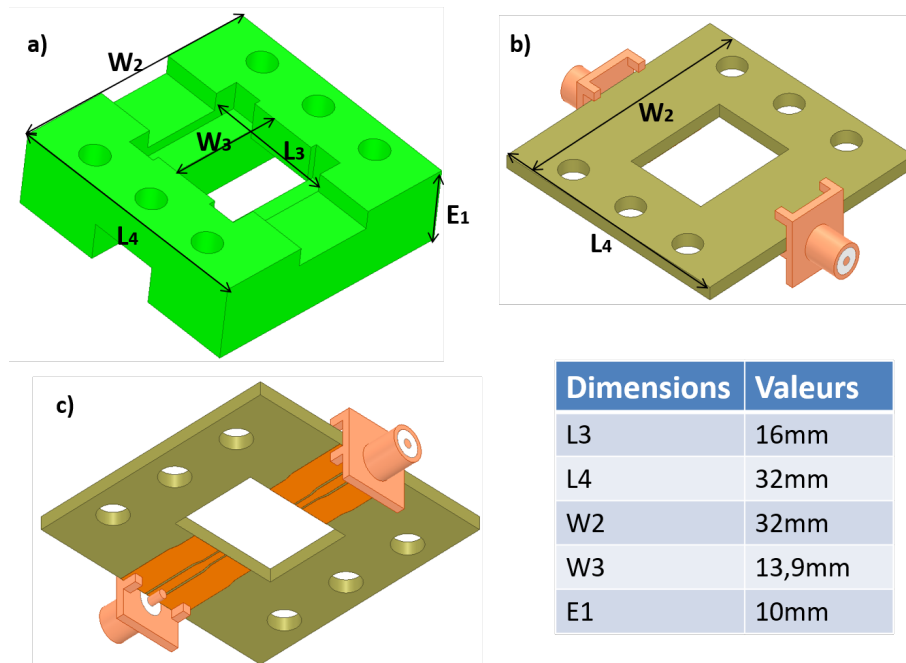 a)
W2
W3
L3
L4
E1
b)
W2
L4
c)
Dimensions Valeurs
L3 16mm
L4 32mm
W2 32mm
W3 13,9mm
E1 10mm